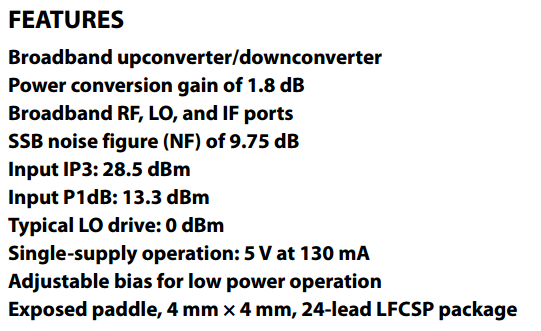 FEATURES
Broadband upconverter/downconverter
Power conversion gain of 1.8 dB
Broadband RF, LO, and IF ports
SSB noise figure (NF) of 9.75 dB
Input IP3: 28.5 dBm
Input P1dB: 13.3 dBm
Typical LO drive: 0 dBm
Single-supply operation: 5 V at 130 mA
Adjustable bias for low power operation
Exposed paddle, 4 mm × 4 mm, 24-lead LFCSP package